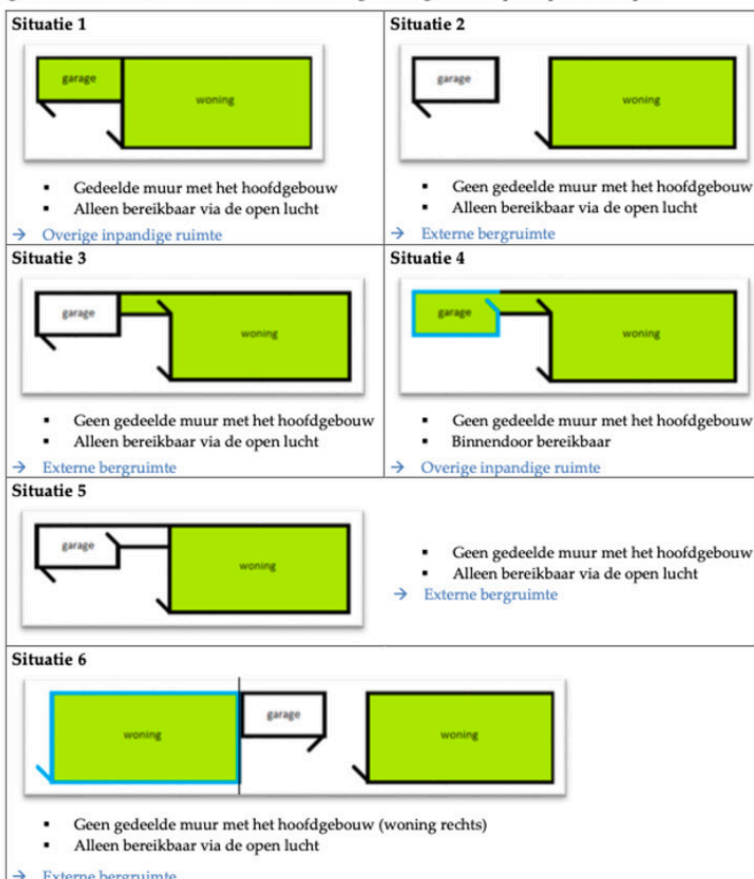 Situatie 1
garage
woning
▪ Gedeelde muur met het hoofdgebouw
▪ Alleen bereikbaar via de open lucht
→ Overige inpandige ruimte
Situatie 2
garage
woning
▪ Geen gedeelde muur met het hoofdgebouw
▪ Alleen bereikbaar via de open lucht
→ Externe bergruimte
Situatie 3
garage
woning
▪ Geen gedeelde muur met het hoofdgebouw
▪ Alleen bereikbaar via de open lucht
→ Externe bergruimte
Situatie 4
garage
woning
▪ Geen gedeelde muur met het hoofdgebouw
▪ Binnendoor bereikbaar
→ Overige inpandige ruimte
Situatie 5
garage
woning
▪ Geen gedeelde muur met het hoofdgebouw
▪ Alleen bereikbaar via de open lucht
→ Externe bergruimte
Situatie 6
woning
garage
woning
▪ Geen gedeelde muur met het hoofdgebouw (woning rechts)
▪ Alleen bereikbaar via de open lucht
→ Externe bergruimte